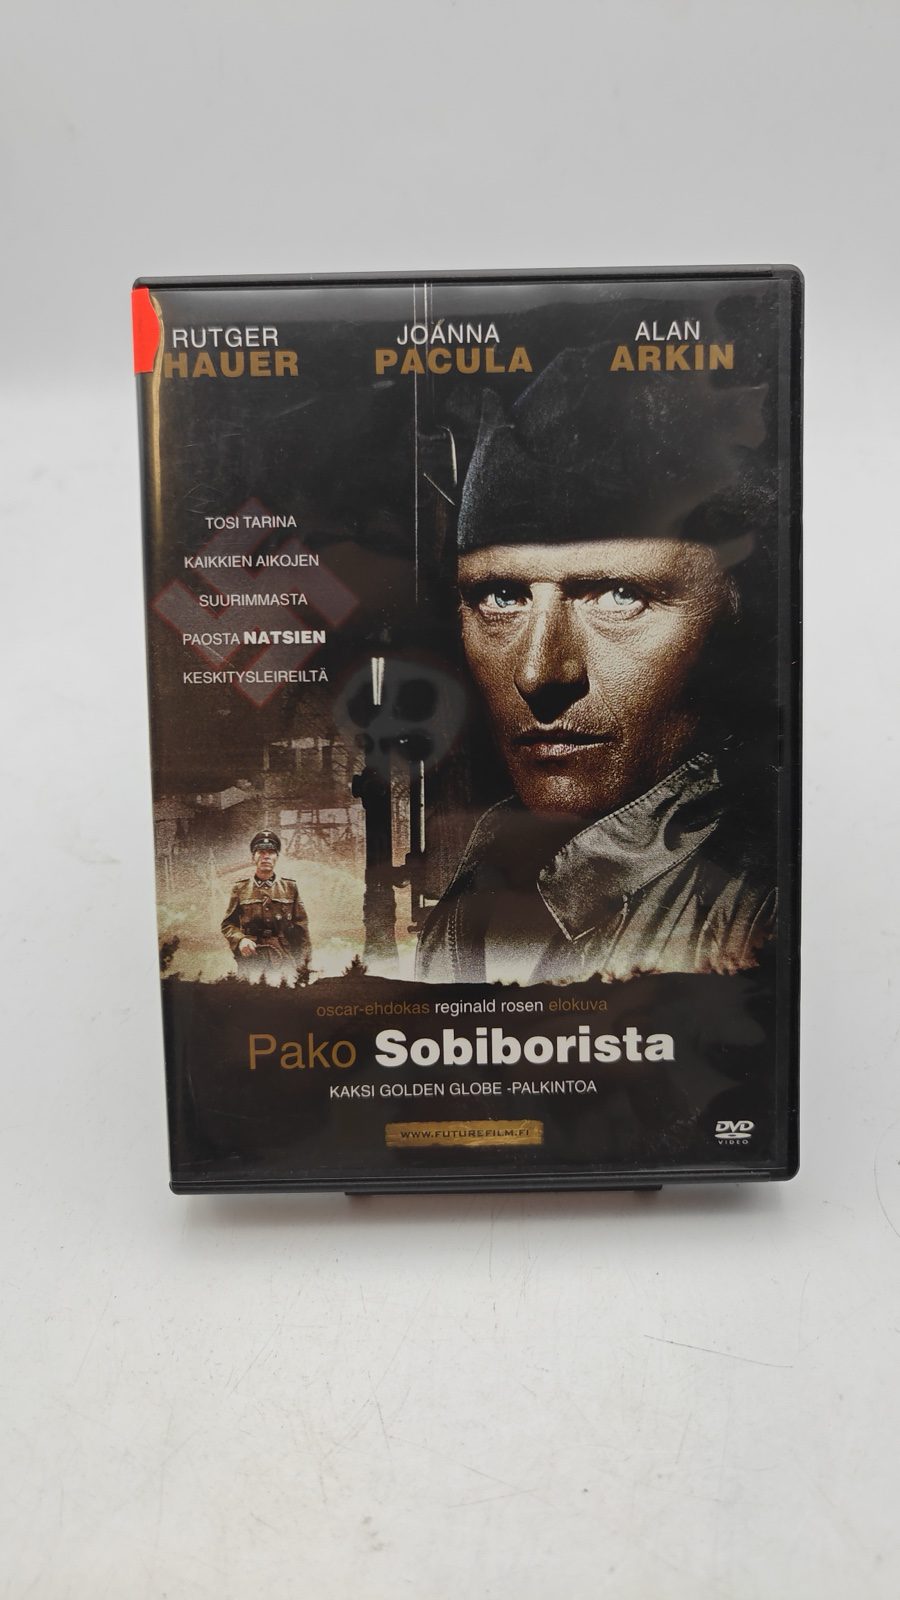 RUTGER
HAUER
JOANNA
PACULA
ALAN
ARKIN
TOSI TARINA
KAIKKIEN AIKOJEN
SUURIMMASTA
PAOSTA NATSIEN
KESKITYSLEIREILTÄ
oscar-ehdokas reginald rosen elokuva
Pako Sobiborista
KAKSI GOLDEN GLOBE -PALKINTOA
WWW.FUTUREFILM.FI
DVD
VIDEO